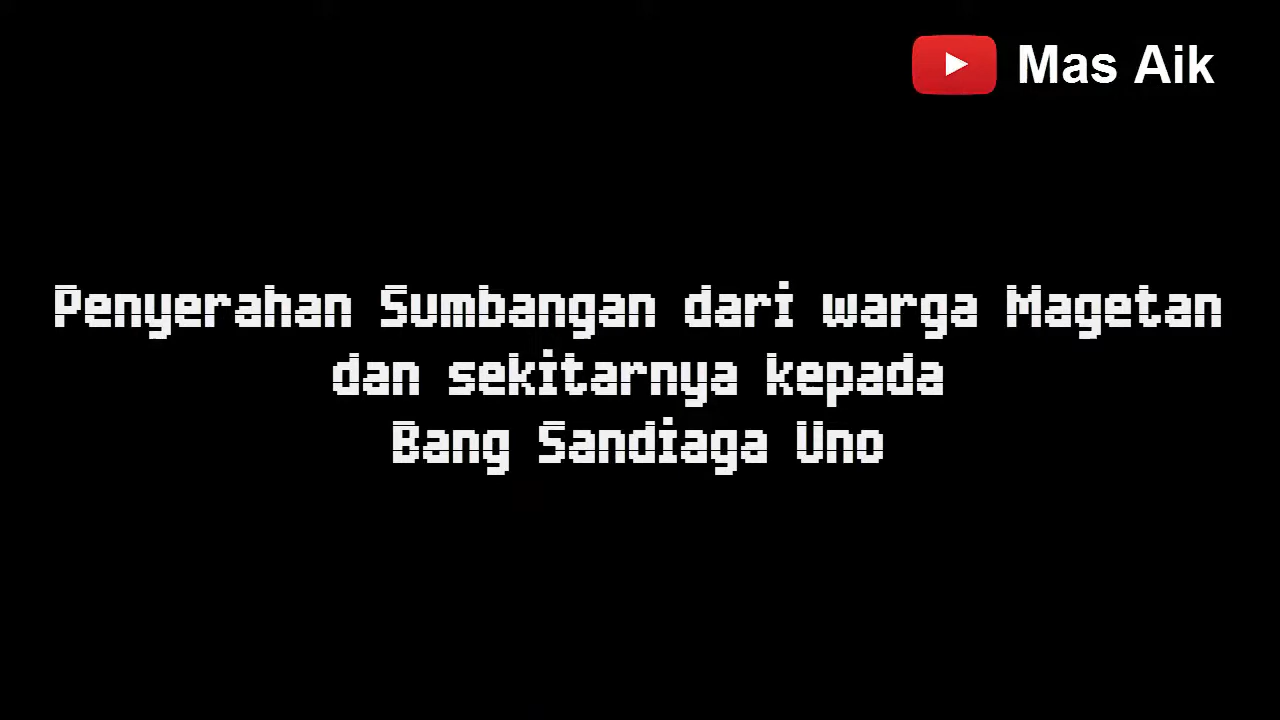 Mas Aik
Penyerahan Sumbangan dari warga Magetan
dan sekitarnya kepada
Bang Sandiaga Uno